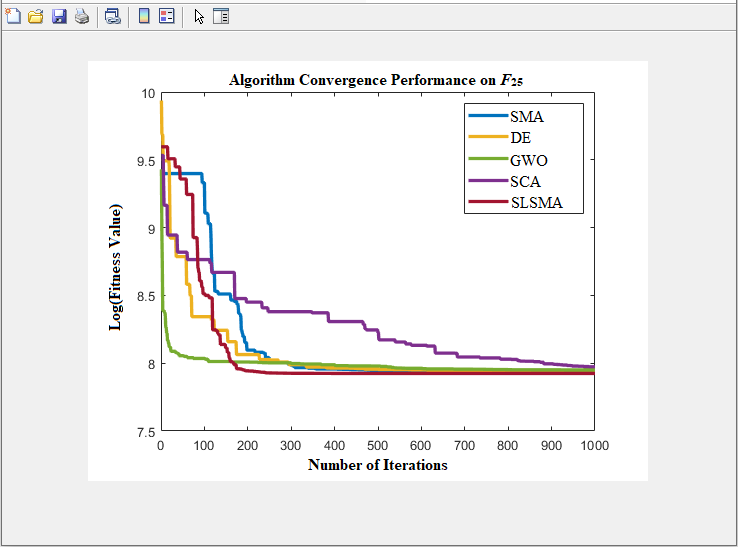 Algorithm Convergence Performance on F25
10
9.5
9
8.5
8
7.5
Log(Fitness Value)
SMA
DE
GWO
SCA
SLSMA
0 100 200 300 400 500 600 700 800 900 1000
Number of Iterations